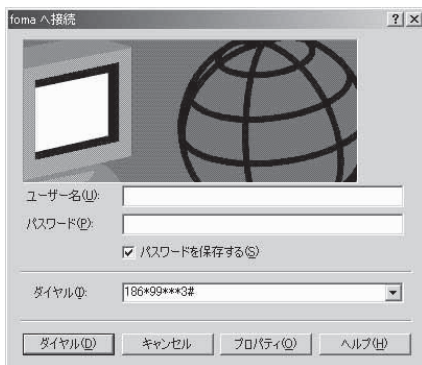 foma へ接続
ユーザー名(U):
パスワード(P):
パスワードを保存する(S)
ダイヤル(I): 186*99***3#
ダイヤル(D) キャンセル プロパティ(O) ヘルプ(H)